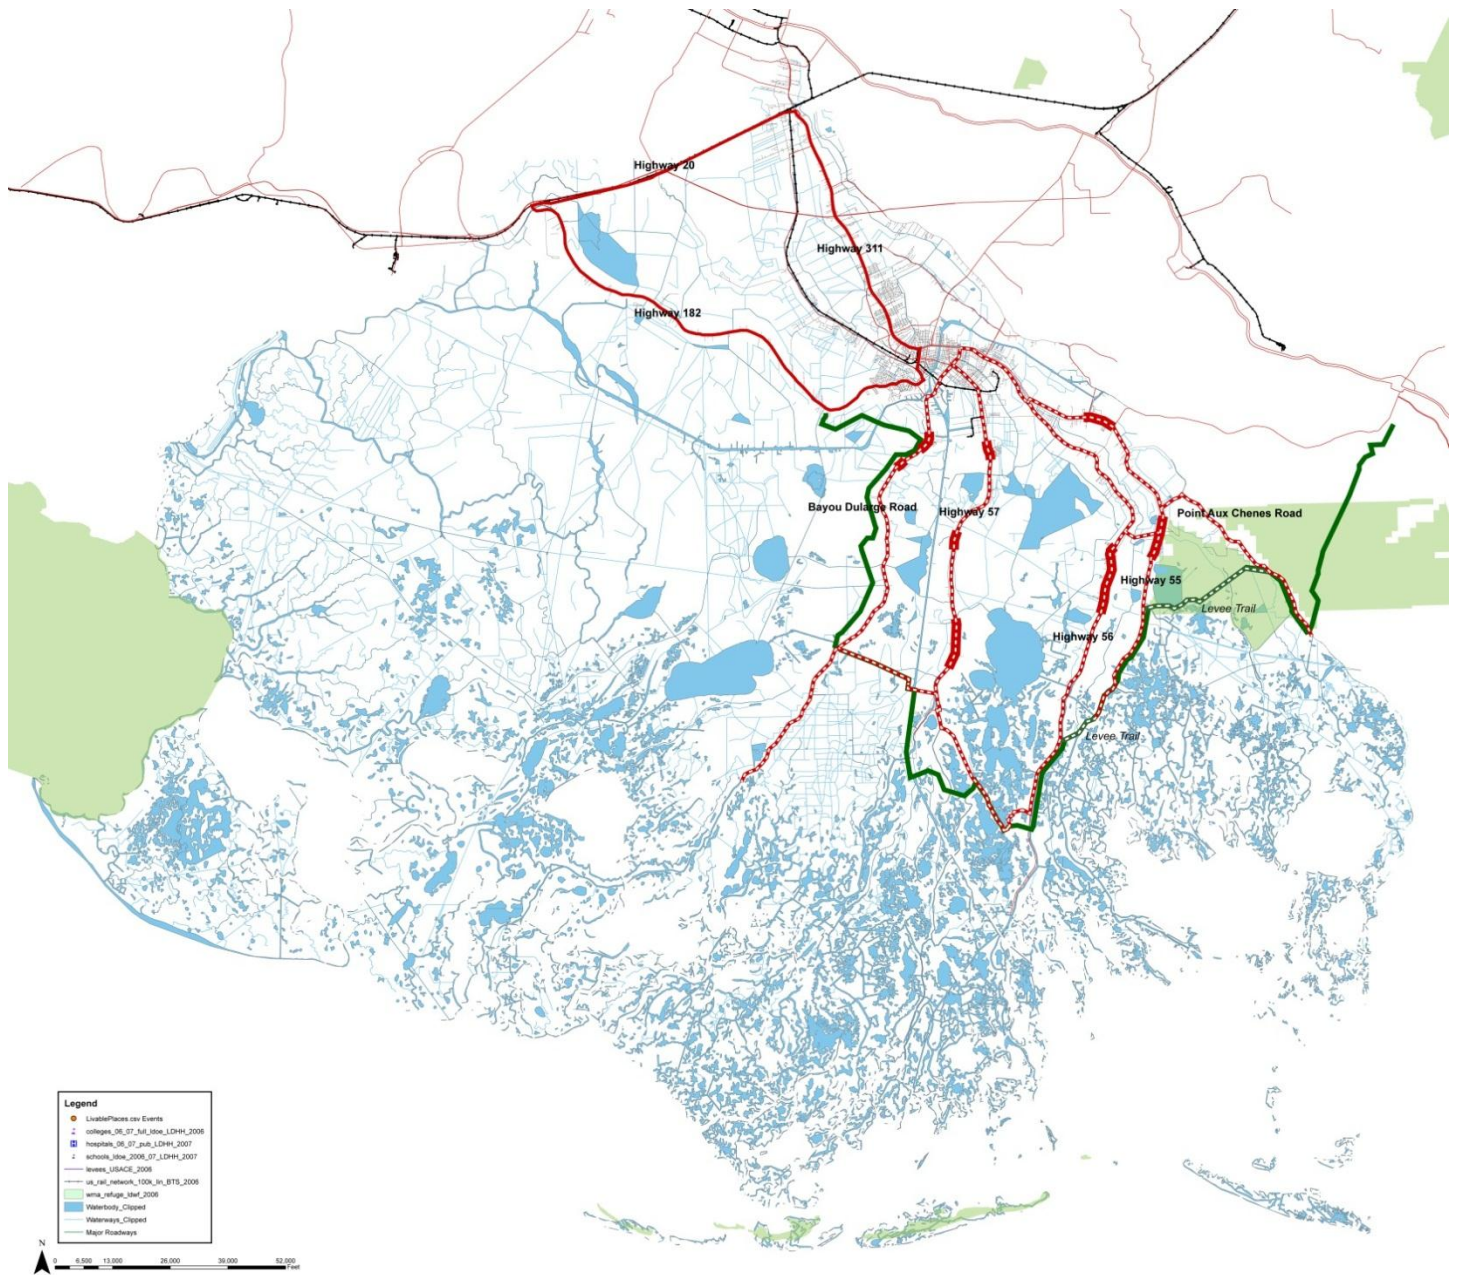 Highway 20
Highway 311
Highway 182
Bayou Dularge Road
Highway 57
Point Aux Chenes Road
Highway 55
Levee Trail
Highway 56
Levee Trail
Legend
LivablePlaces.csv Events
colleges_06_07_full_ldoe_LDHH_2006
hospitals_06_07_pub_LDHH_2007
schools_ldoe_2006_07_LDHH_2007
levees_USACE_2006
us_rail_network_100k_lin_BTS_2006
wma_refuge_ldwf_2006
Waterbody_Clipped
Waterways_Clipped
Major Roadways
N
0 6,500 13,000 26,000 39,000 52,000
Feet